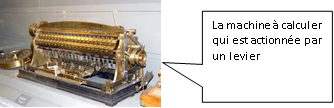 La machine à calculer
qui est actionnée par
un levier